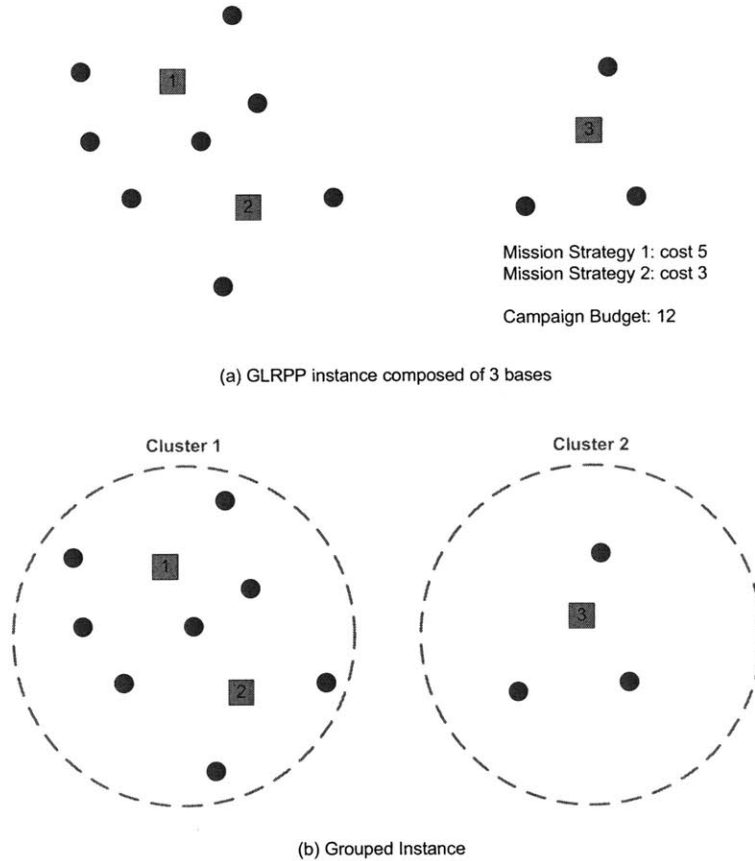 1
3
2
Mission Strategy 1: cost 5
Mission Strategy 2: cost 3
Campaign Budget: 12
(a) GLRPP instance composed of 3 bases
Cluster 1
Cluster 2
1
3
2
(b) Grouped Instance